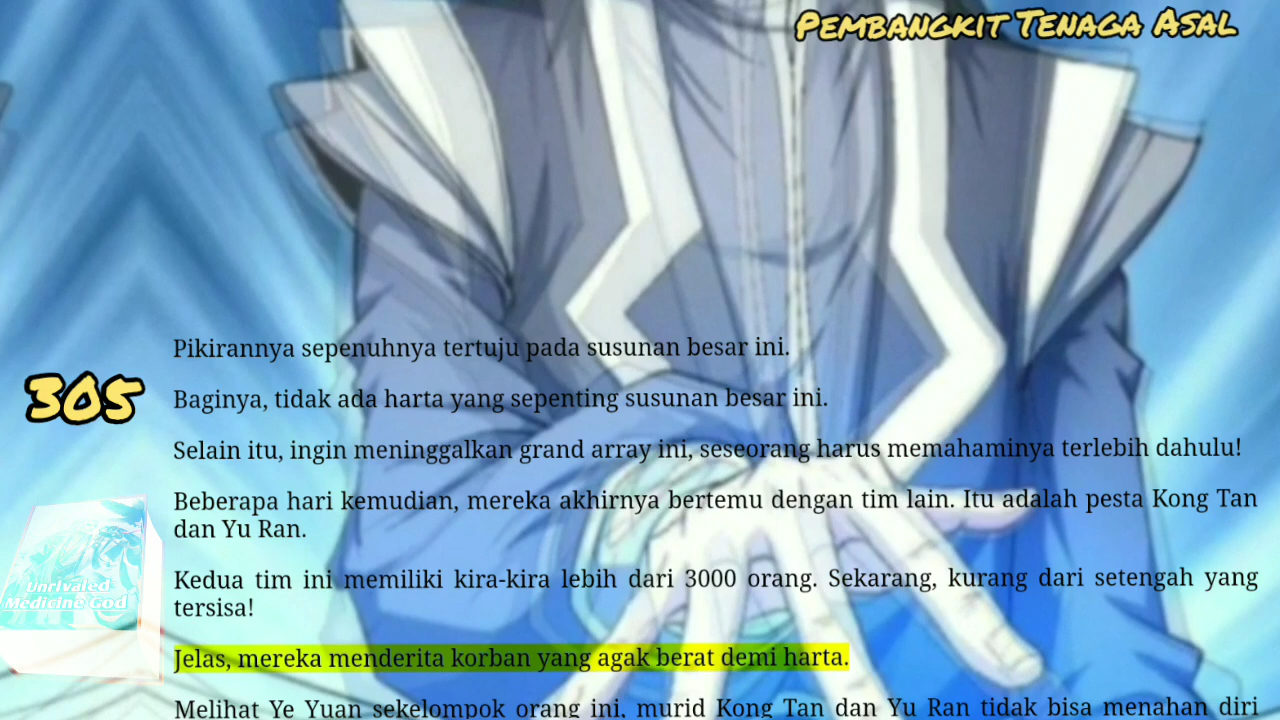 Pembangkit Tenaga Asal
Pikirannya sepenuhnya tertuju pada susunan besar ini.
305
Baginya, tidak ada harta yang sepenting susunan besar ini.
Selain itu, ingin meninggalkan grand array ini, seseorang harus memahaminya terlebih dahulu!
Beberapa hari kemudian, mereka akhirnya bertemu dengan tim lain. Itu adalah pesta Kong Tan
dan Yu Ran.
Kedua tim ini memiliki kira-kira lebih dari 3000 orang. Sekarang, kurang dari setengah yang
tersisa!
Unrivaled
Medicine God
Jelas, mereka menderita korban yang agak berat demi harta.
Melihat Ye Yuan sekelompok orang ini, murid Kong Tan dan Yu Ran tidak bisa menahan diri